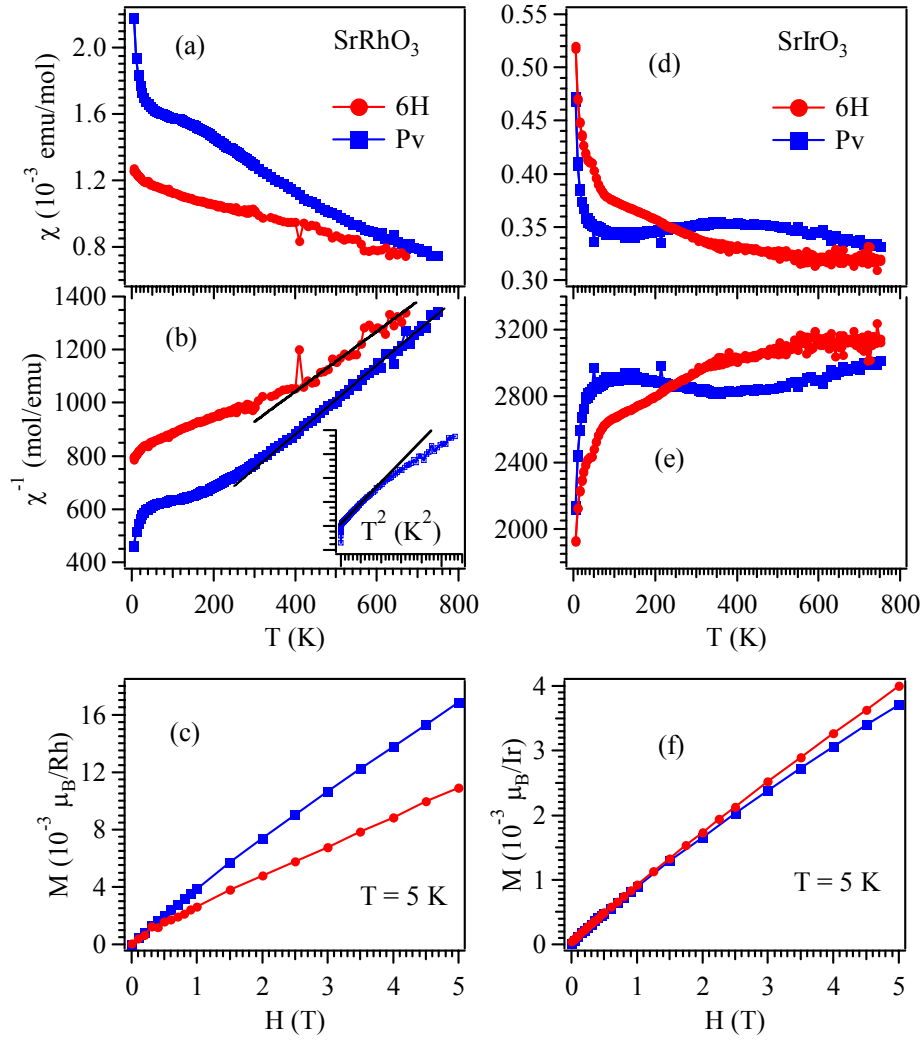 (a)
SrRhO3
6H
Pv
χ (10^-3 emu/mol)
2.0
1.6
1.2
0.8
(d)
SrIrO3
6H
Pv
0.55
0.50
0.45
0.40
0.35
0.30
(b)
χ^-1 (mol/emu)
1400
1200
1000
800
600
400
T^2 (K^2)
0 200 400 600 800
T (K)
(e)
3200
2800
2400
2000
0 200 400 600 800
T (K)
(c)
M (10^-3 μB/Rh)
16
12
8
4
0
T = 5 K
0 1 2 3 4 5
H (T)
(f)
M (10^-3 μB/Ir)
4
3
2
1
0
T = 5 K
0 1 2 3 4 5
H (T)